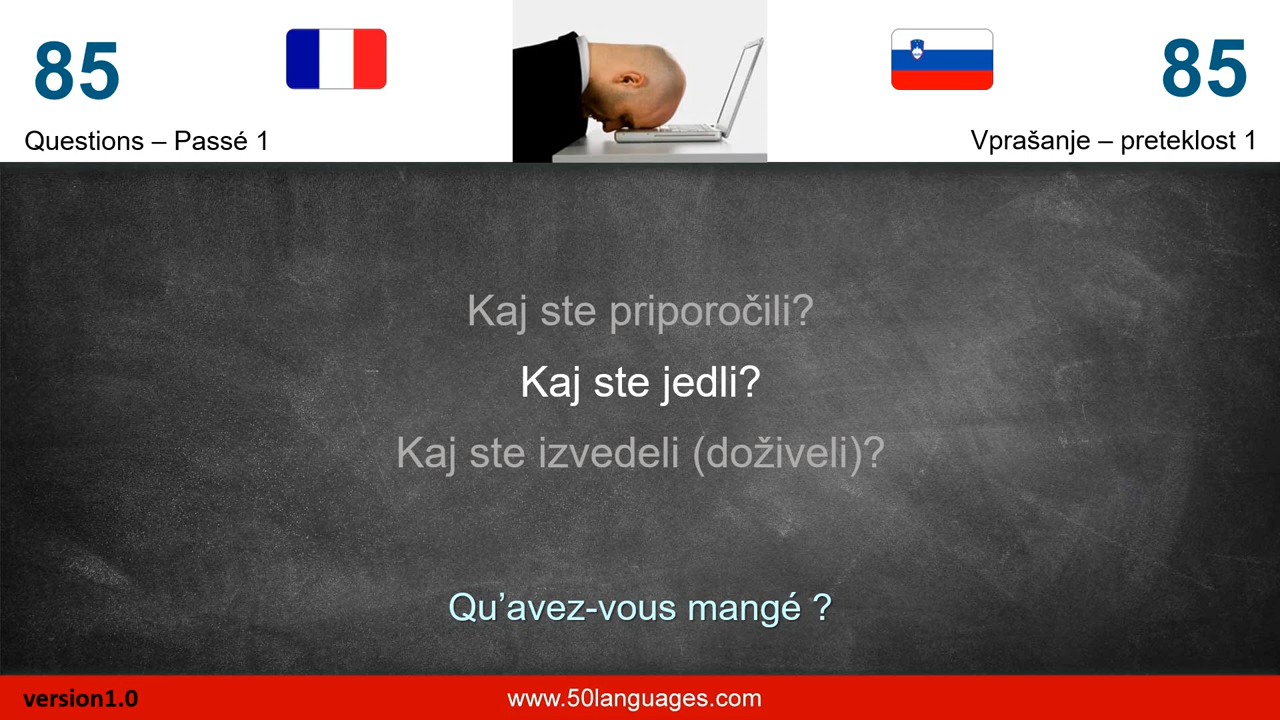 85
85
Questions – Passé 1
Vprašanje – preteklost 1
Kaj ste priporočili?
Kaj ste jedli?
Kaj ste izvedeli (doživeli)?
Qu’avez-vous mangé ?
version1.0
www.50languages.com